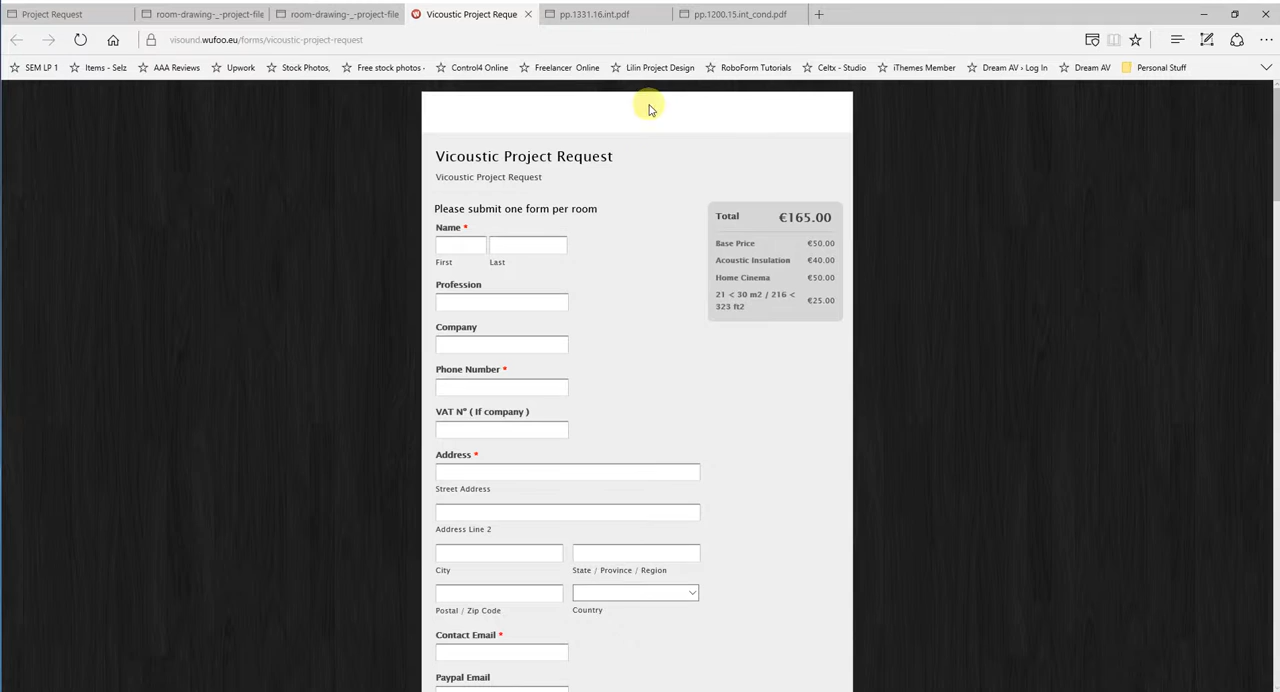 Project Request
room-drawing-_-project-file
room-drawing-_-project-file
Vicoustic Project Reque
pp.1331.16.int.pdf
pp.1200.15.int_cond.pdf
visound.wufoo.eu/forms/vicoustic-project-request
SEM LP 1
Items - Selz
AAA Reviews
Upwork
Stock Photos,
Free stock photos -
Control4 Online
Freelancer Online
Lilin Project Design
RoboForm Tutorials
Celtx - Studio
iThemes Member
Dream AV › Log In
Dream AV
Personal Stuff
Vicoustic Project Request
Vicoustic Project Request
Please submit one form per room
Name *
First Last
Profession
Company
Phone Number *
VAT Nº ( If company )
Address *
Street Address
Address Line 2
City State / Province / Region
Postal / Zip Code Country
Contact Email *
Paypal Email
Total €165.00
Base Price €50.00
Acoustic Insulation €40.00
Home Cinema €50.00
21 < 30 m2 / 216 < €25.00
323 ft2